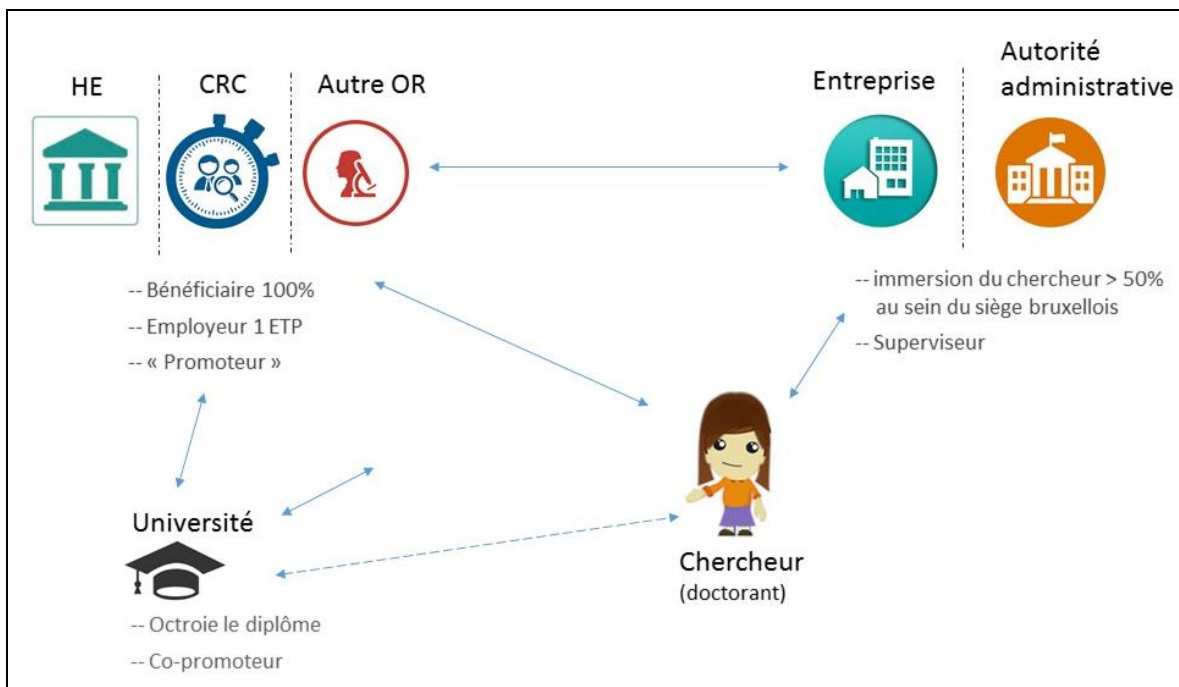 HE
CRC
Autre OR
Entreprise
Autorité
administrative
-- Bénéficiaire 100%
-- Employeur 1 ETP
-- « Promoteur »
-- immersion du chercheur > 50%
au sein du siège bruxellois
-- Superviseur
Université
-- Octroie le diplôme
-- Co-promoteur
Chercheur
(doctorant)